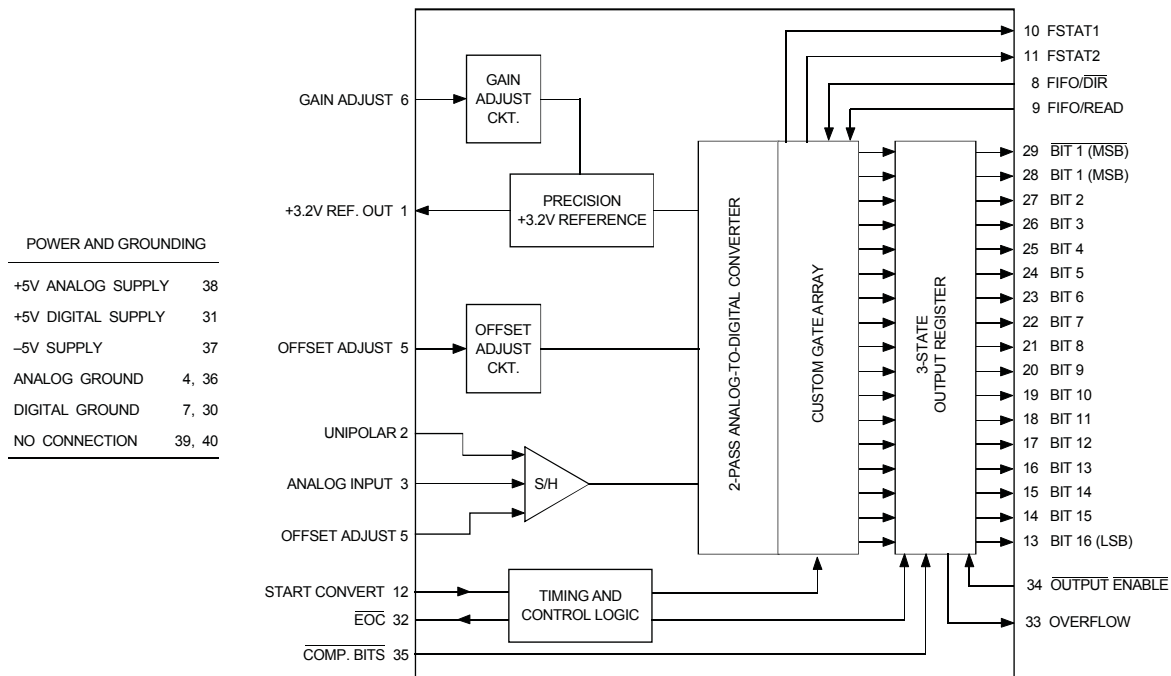 POWER AND GROUNDING
+5V ANALOG SUPPLY 38
+5V DIGITAL SUPPLY 31
–5V SUPPLY 37
ANALOG GROUND 4, 36
DIGITAL GROUND 7, 30
NO CONNECTION 39, 40
GAIN ADJUST 6
+3.2V REF. OUT 1
OFFSET ADJUST 5
UNIPOLAR 2
ANALOG INPUT 3
OFFSET ADJUST 5
START CONVERT 12
EOC 32
COMP. BITS 35
GAIN
ADJUST
CKT.
PRECISION
+3.2V REFERENCE
OFFSET
ADJUST
CKT.
S/H
TIMING AND
CONTROL LOGIC
2-PASS ANALOG-TO-DIGITAL CONVERTER
CUSTOM GATE ARRAY
3-STATE
OUTPUT REGISTER
10 FSTAT1
11 FSTAT2
8 FIFO/DIR
9 FIFO/READ
29 BIT 1 (MSB)
28 BIT 1 (MSB)
27 BIT 2
26 BIT 3
25 BIT 4
24 BIT 5
23 BIT 6
22 BIT 7
21 BIT 8
20 BIT 9
19 BIT 10
18 BIT 11
17 BIT 12
16 BIT 13
15 BIT 14
14 BIT 15
13 BIT 16 (LSB)
34 OUTPUT ENABLE
33 OVERFLOW